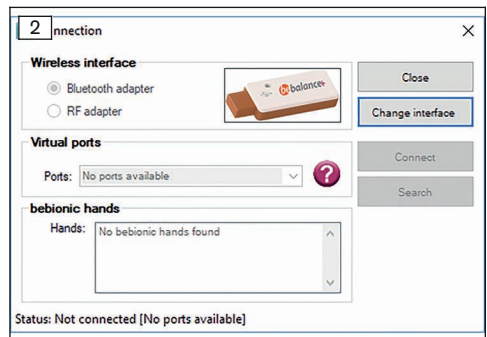 2 nnection
Wireless interface
Bluetooth adapter
RF adapter
bebalance+
Close
Change interface
Virtual ports
Ports: No ports available
?
Connect
Search
bebionic hands
Hands: No bebionic hands found
Status: Not connected [No ports available]